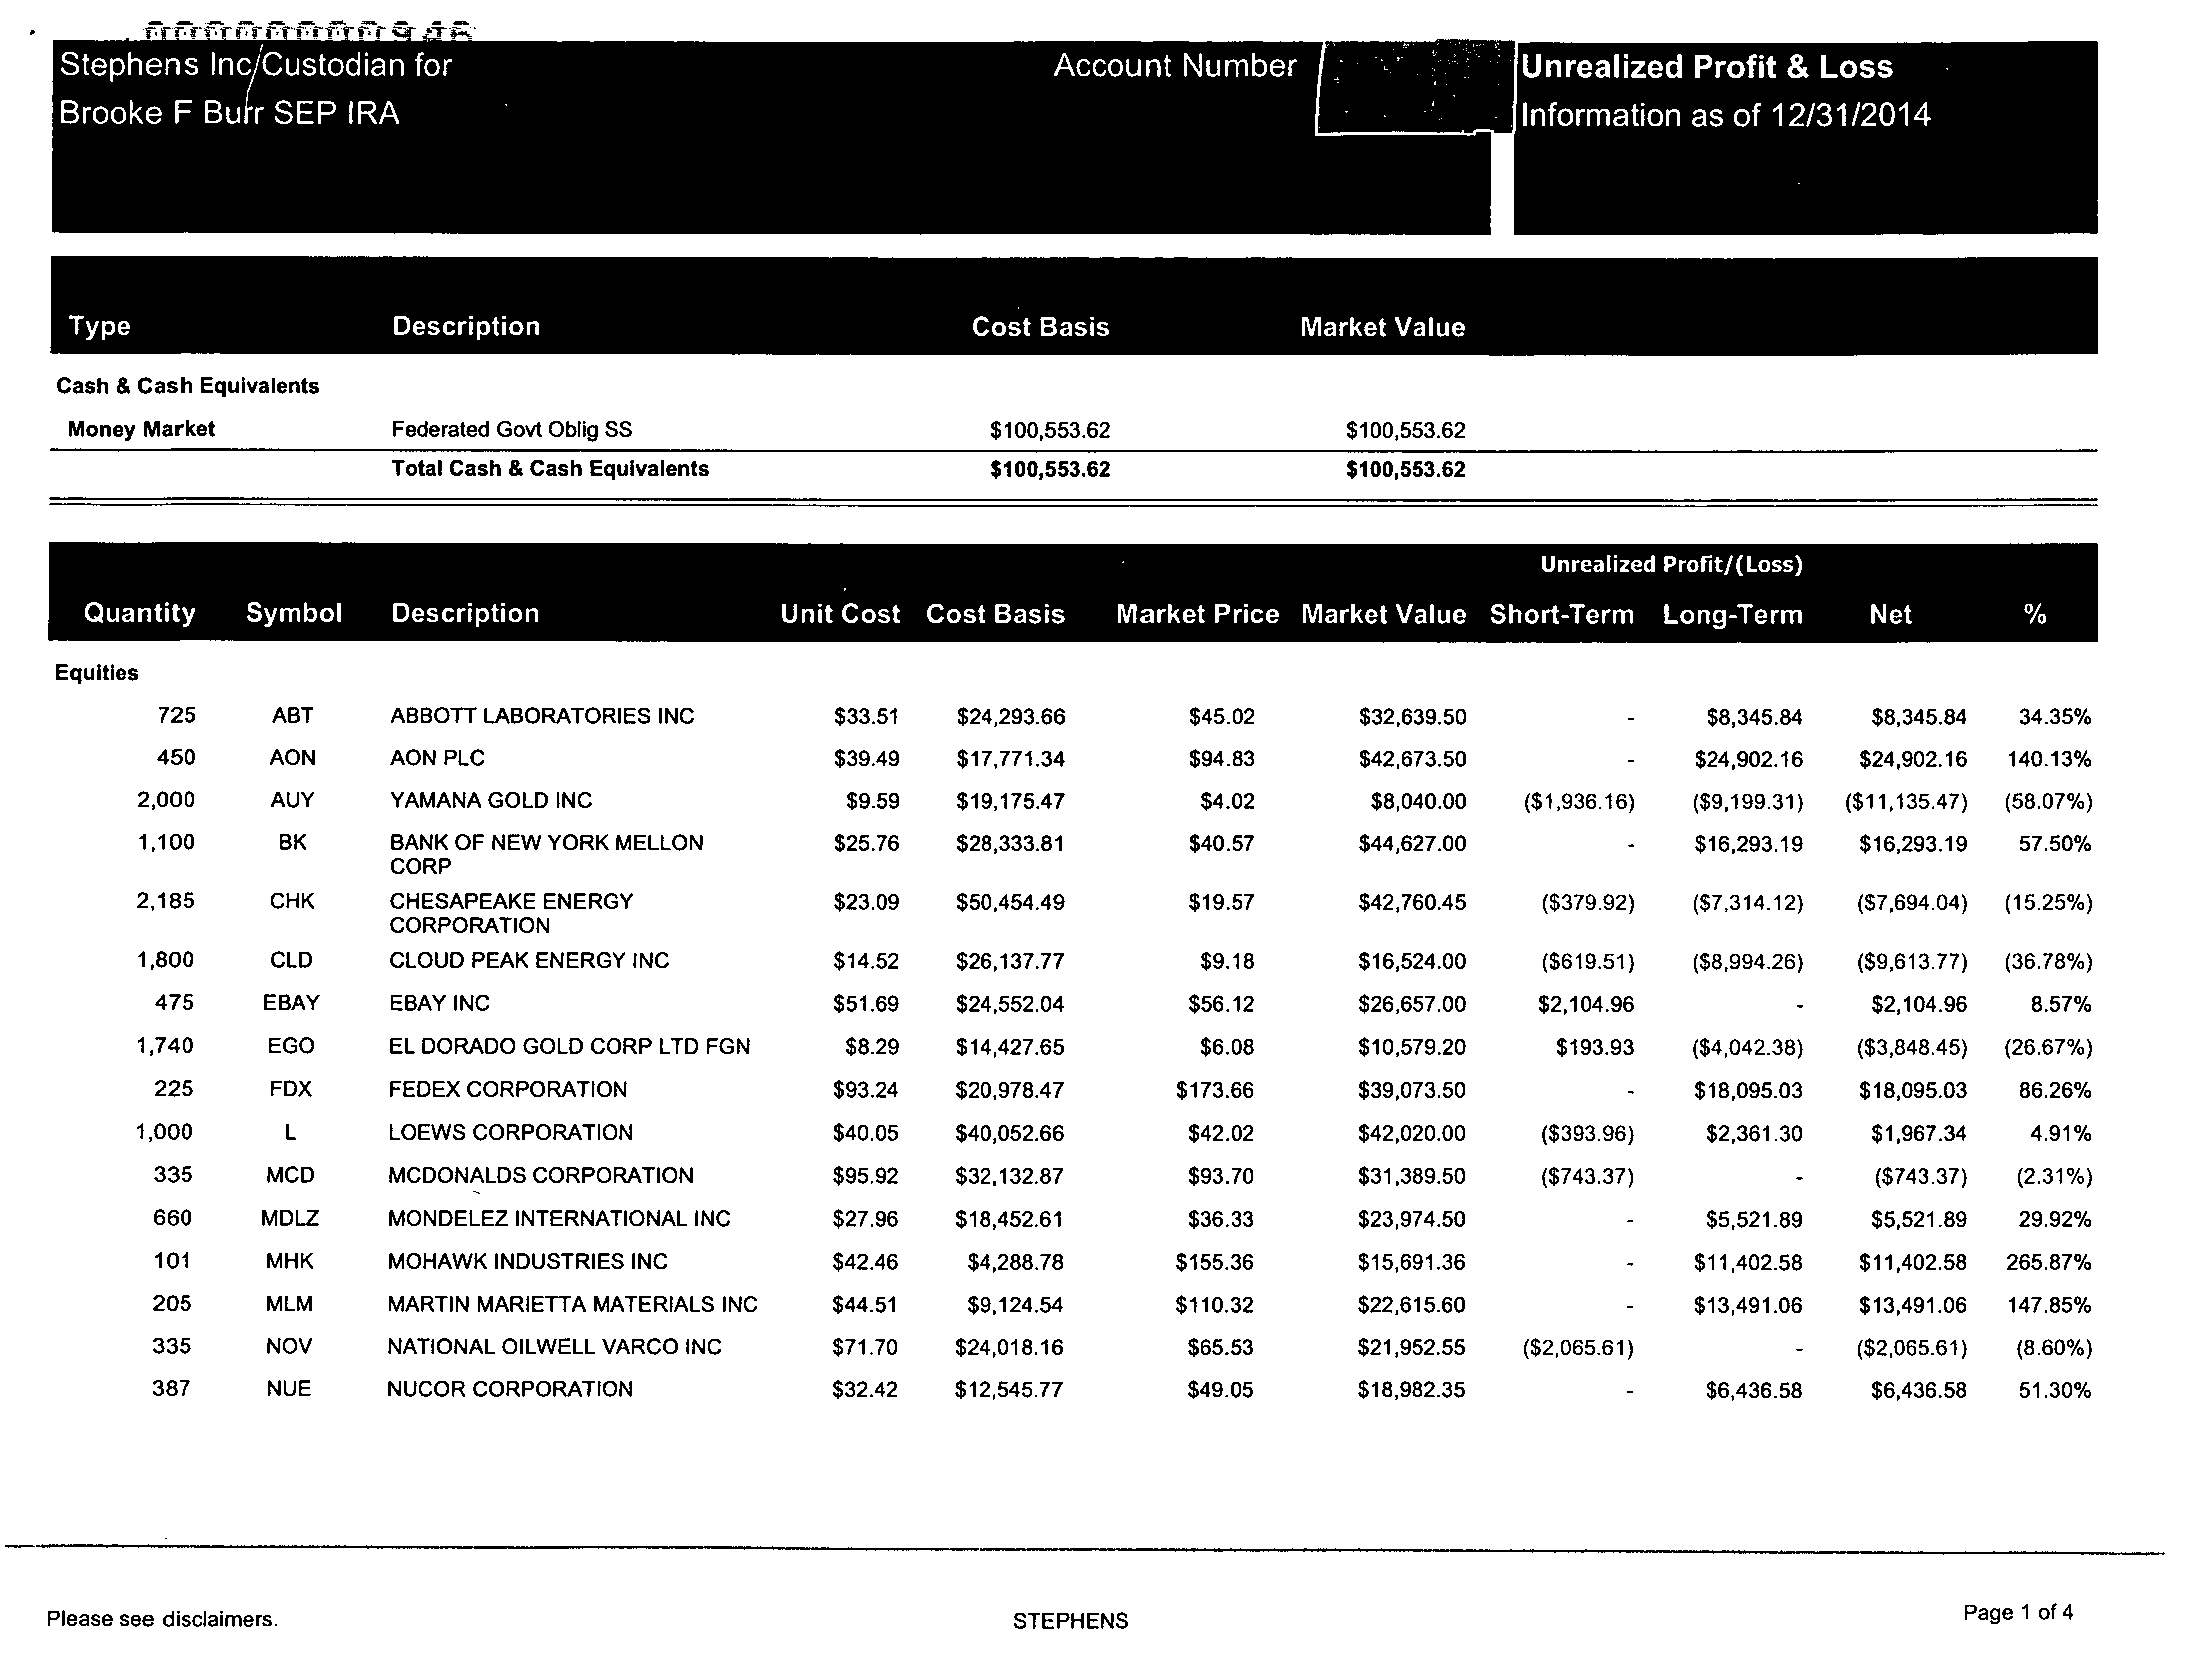 Stephens Inc/Custodian for Account Number Unrealized Profit & Loss
Brooke F Burr SEP IRA Information as of 12/31/2014
Type Description Cost Basis Market Value
Cash & Cash Equivalents
Money Market Federated Govt Oblig SS $100,553.62 $100,553.62
Total Cash & Cash Equivalents $100,553.62 $100,553.62
Unrealized Profit/(Loss)
Quantity Symbol Description Unit Cost Cost Basis Market Price Market Value Short-Term Long-Term Net %
Equities
725 ABT ABBOTT LABORATORIES INC $33.51 $24,293.66 $45.02 $32,639.50 - $8,345.84 $8,345.84 34.35%
450 AON AON PLC $39.49 $17,771.34 $94.83 $42,673.50 - $24,902.16 $24,902.16 140.13%
2,000 AUY YAMANA GOLD INC $9.59 $19,175.47 $4.02 $8,040.00 ($1,936.16) ($9,199.31) ($11,135.47) (58.07%)
1,100 BK BANK OF NEW YORK MELLON $25.76 $28,333.81 $40.57 $44,627.00 - $16,293.19 $16,293.19 57.50%
CORP
2,185 CHK CHESAPEAKE ENERGY $23.09 $50,454.49 $19.57 $42,760.45 ($379.92) ($7,314.12) ($7,694.04) (15.25%)
CORPORATION
1,800 CLD CLOUD PEAK ENERGY INC $14.52 $26,137.77 $9.18 $16,524.00 ($619.51) ($8,994.26) ($9,613.77) (36.78%)
475 EBAY EBAY INC $51.69 $24,552.04 $56.12 $26,657.00 $2,104.96 - $2,104.96 8.57%
1,740 EGO EL DORADO GOLD CORP LTD FGN $8.29 $14,427.65 $6.08 $10,579.20 $193.93 ($4,042.38) ($3,848.45) (26.67%)
225 FDX FEDEX CORPORATION $93.24 $20,978.47 $173.66 $39,073.50 - $18,095.03 $18,095.03 86.26%
1,000 L LOEWS CORPORATION $40.05 $40,052.66 $42.02 $42,020.00 ($393.96) $2,361.30 $1,967.34 4.91%
335 MCD MCDONALDS CORPORATION $95.92 $32,132.87 $93.70 $31,389.50 ($743.37) - ($743.37) (2.31%)
660 MDLZ MONDELEZ INTERNATIONAL INC $27.96 $18,452.61 $36.33 $23,974.50 - $5,521.89 $5,521.89 29.92%
101 MHK MOHAWK INDUSTRIES INC $42.46 $4,288.78 $155.36 $15,691.36 - $11,402.58 $11,402.58 265.87%
205 MLM MARTIN MARIETTA MATERIALS INC $44.51 $9,124.54 $110.32 $22,615.60 - $13,491.06 $13,491.06 147.85%
335 NOV NATIONAL OILWELL VARCO INC $71.70 $24,018.16 $65.53 $21,952.55 ($2,065.61) - ($2,065.61) (8.60%)
387 NUE NUCOR CORPORATION $32.42 $12,545.77 $49.05 $18,982.35 - $6,436.58 $6,436.58 51.30%
Please see disclaimers. STEPHENS Page 1 of 4